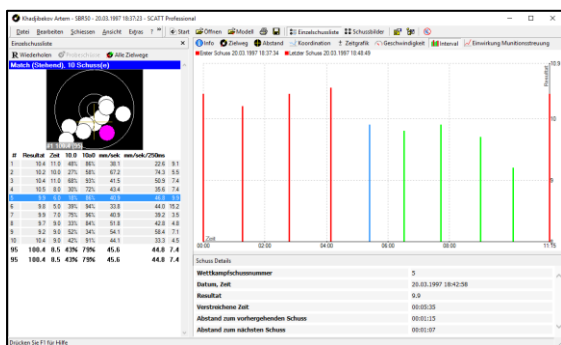 Khadjibekov Artem - SBR50 - 20.03.1997 18:37:23 - SCATT Professional
Datei Bearbeiten Schiessen Ansicht Extras ? Start Öffnen Modell Einzelschussliste Schussbilder
Einzelschussliste
Info Zielweg Abstand Koordination Zeitgrafik Geschwindigkeit Interval Einwirkung/Munitionsstreuung
Wiederholen Probeschüsse Alle Zielwege
Erster Schuss 20.03.1997 18:37:34 Letzter Schuss 20.03.1997 18:48:49
Match (Stehend), 10 Schuss(e)
# Resultat Zeit 10.0 10a0 mm/sek mm/sek/250ms
1 10.4 11.0 48% 86% 38.1 22.6 9.1
2 10.2 10.0 27% 58% 67.2 74.3 5.5
3 10.4 11.0 68% 93% 41.5 50.9 7.4
4 10.5 8.0 30% 72% 43.4 35.6 7.4
9.9
6 9.8 5.0 39% 94% 33.8 44.0 15.2
7 9.9 7.0 75% 96% 40.9 39.2 3.5
8 9.7 9.0 33% 84% 51.8 42.8 4.8
9 9.2 9.0 52% 34% 54.1 58.4 7.1
10 10.4 9.0 42% 91% 44.1 33.3 4.5
95 100.4 8.5 43% 79% 45.6 44.8 7.4
95 100.4 8.5 43% 79% 45.6 44.8 7.4
Resultat
10.9
10
Zeit
00.00 02.00 04.00 06.00 08.00 11.15
Schuss Details
Wettkampfschussnummer 5
Datum, Zeit 20.03.1997 18:42:58
Resultat 9,9
Verstreichene Zeit 00:05:35
Abstand zum vorhergehenden Schuss 00:01:15
Abstand zum nächsten Schuss 00:01:07
Drücken Sie F1 für Hilfe